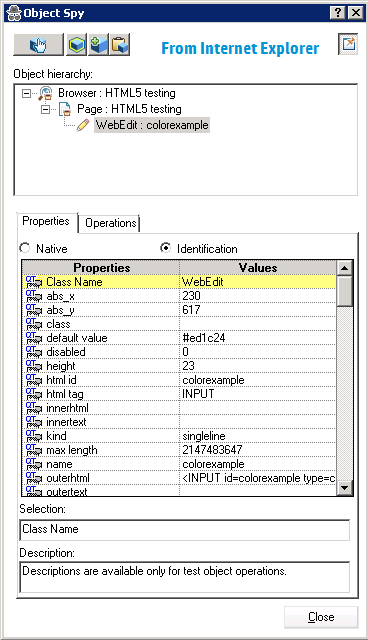 Object Spy
From Internet Explorer
Object hierarchy:
Browser : HTML5 testing
Page : HTML5 testing
WebEdit : colorexample
Properties Operations
Native Identification
Properties Values
Class Name WebEdit
abs_x 230
abs_y 617
class
default value #ed1c24
disabled 0
height 23
html id colorexample
html tag INPUT
innerhtml
innertext
kind singleline
max length 2147483647
name colorexample
outerhtml <INPUT id=colorexample type=c
outertext
Selection:
Class Name
Description:
Descriptions are available only for test object operations.
Close